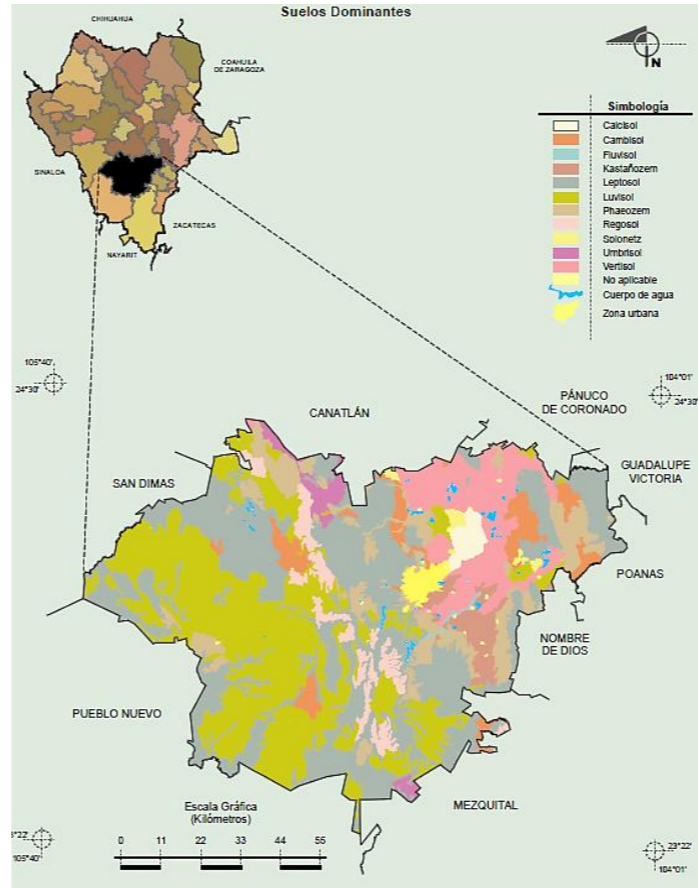 Suelos Dominantes
CHIHUAHUA
COAHUILA
DE ZARAGOZA
SINALOA
ZACATECAS
NAYARIT
N
Simbología
Calcisol
Cambisol
Fluvisol
Kastañozem
Leptosol
Luvisol
Phaeozem
Regosol
Solonetz
Umbrisol
Vertisol
No aplicable
Cuerpo de agua
Zona urbana
105°40'
24°30'
104°01'
24°30'
CANATLÁN
PÁNUCO
DE CORONADO
GUADALUPE
VICTORIA
SAN DIMAS
POANAS
NOMBRE
DE DIOS
PUEBLO NUEVO
MEZQUITAL
Escala Gráfica
(Kilómetros)
0 11 22 33 44 55
105°40'
23°22'
104°01'